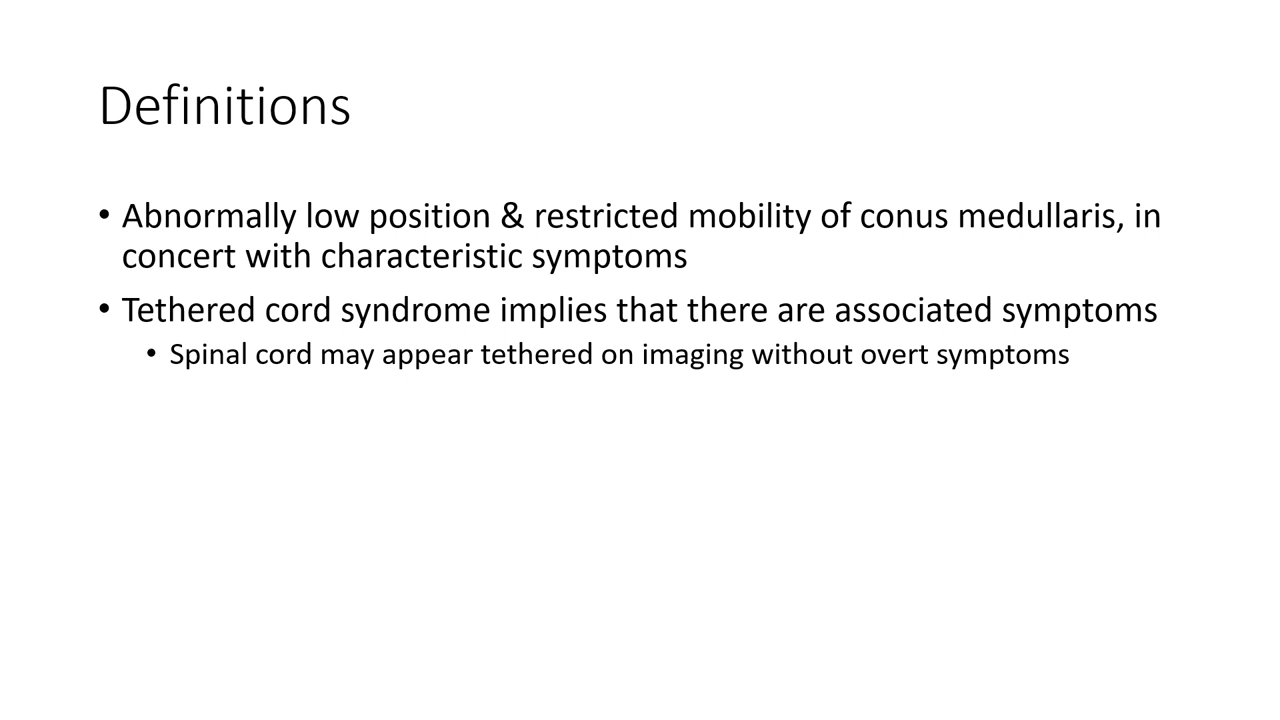 Definitions
• Abnormally low position & restricted mobility of conus medullaris, in
concert with characteristic symptoms
• Tethered cord syndrome implies that there are associated symptoms
• Spinal cord may appear tethered on imaging without overt symptoms